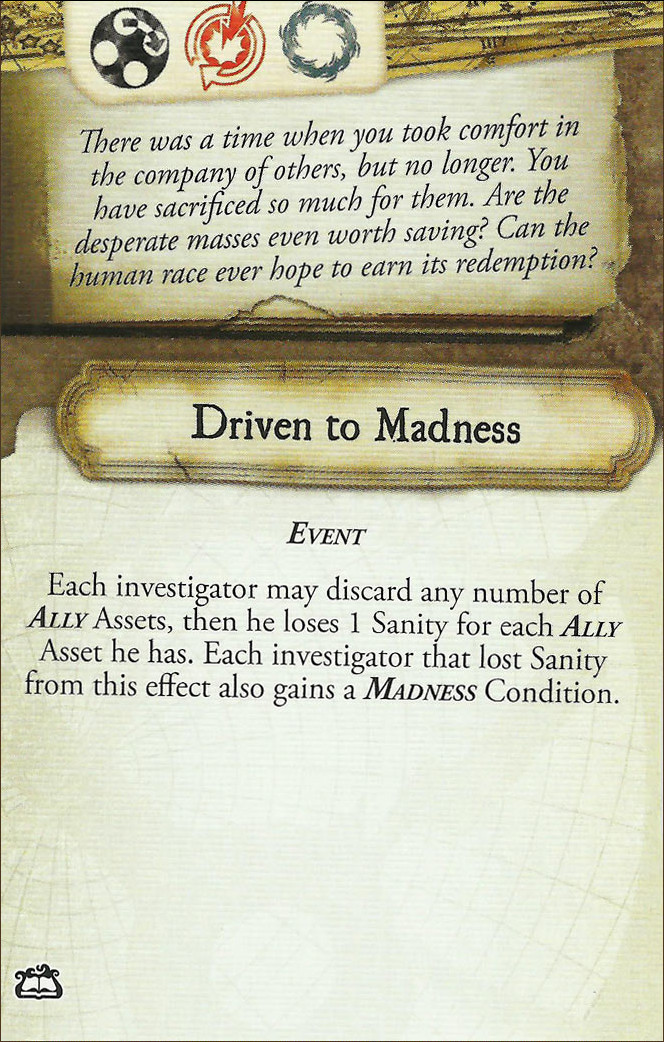 There was a time when you took comfort in
the company of others, but no longer. You
have sacrificed so much for them. Are the
desperate masses even worth saving? Can the
human race ever hope to earn its redemption?
Driven to Madness
EVENT
Each investigator may discard any number of
ALLY Assets, then he loses 1 Sanity for each ALLY
Asset he has. Each investigator that lost Sanity
from this effect also gains a MADNESS Condition.